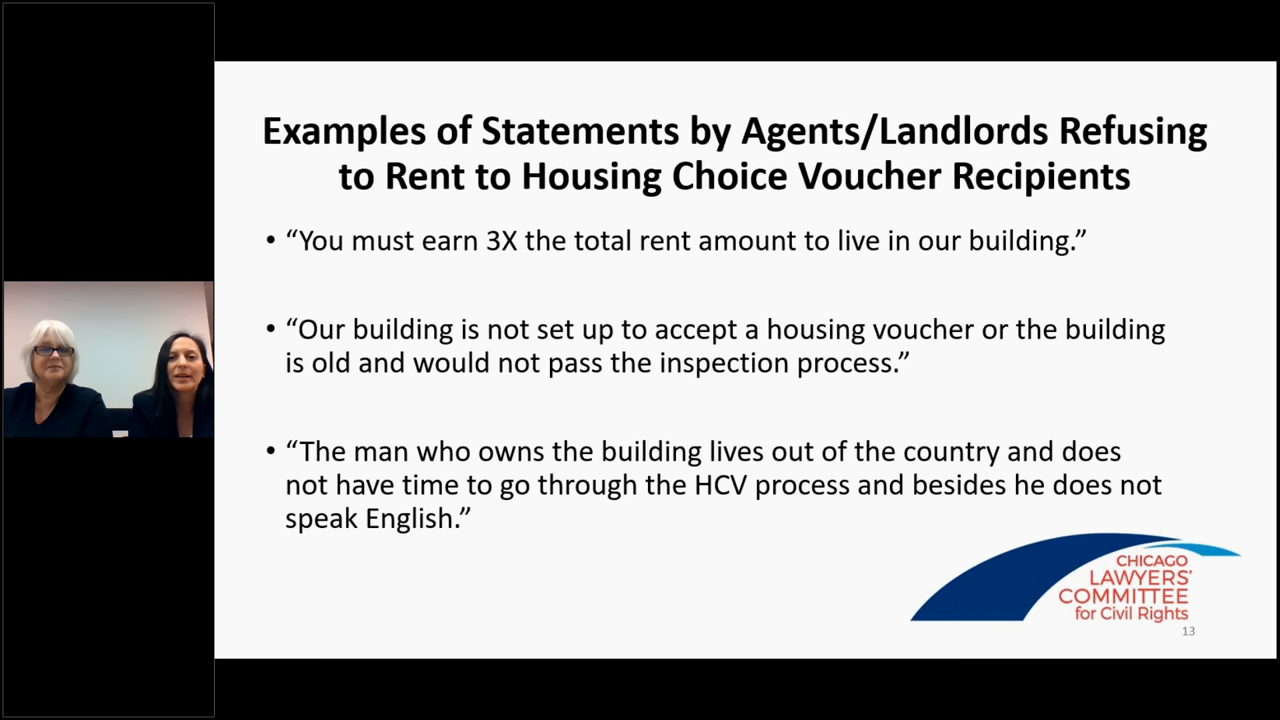 Examples of Statements by Agents/Landlords Refusing
to Rent to Housing Choice Voucher Recipients
• “You must earn 3X the total rent amount to live in our building.”
• “Our building is not set up to accept a housing voucher or the building
is old and would not pass the inspection process.”
• “The man who owns the building lives out of the country and does
not have time to go through the HCV process and besides he does not
speak English.”
CHICAGO
LAWYERS’
COMMITTEE
for Civil Rights
13